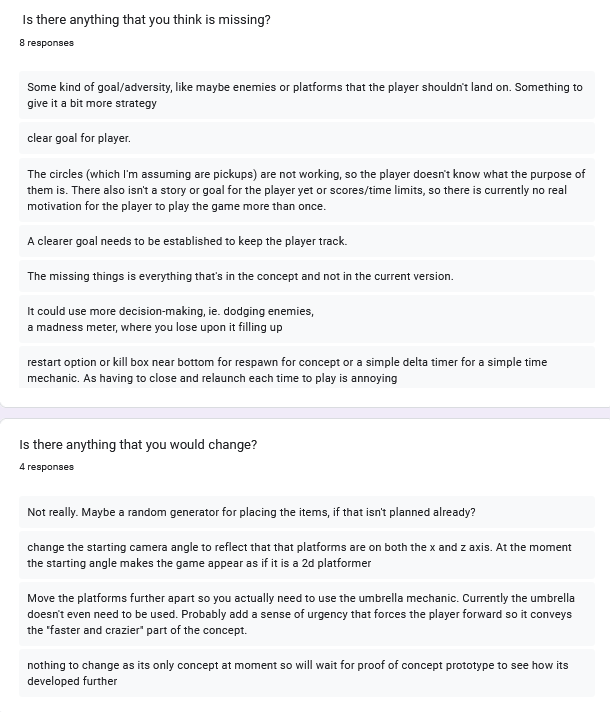 Is there anything that you think is missing?
8 responses
Some kind of goal/adversity, like maybe enemies or platforms that the player shouldn't land on. Something to
give it a bit more strategy
clear goal for player.
The circles (which I'm assuming are pickups) are not working, so the player doesn't know what the purpose of
them is. There also isn't a story or goal for the player yet or scores/time limits, so there is currently no real
motivation for the player to play the game more than once.
A clearer goal needs to be established to keep the player track.
The missing things is everything that's in the concept and not in the current version.
It could use more decision-making, ie. dodging enemies,
a madness meter, where you lose upon it filling up
restart option or kill box near bottom for respawn for concept or a simple delta timer for a simple time
mechanic. As having to close and relaunch each time to play is annoying
Is there anything that you would change?
4 responses
Not really. Maybe a random generator for placing the items, if that isn't planned already?
change the starting camera angle to reflect that that platforms are on both the x and z axis. At the moment
the starting angle makes the game appear as if it is a 2d platformer
Move the platforms further apart so you actually need to use the umbrella mechanic. Currently the umbrella
doesn't even need to be used. Probably add a sense of urgency that forces the player forward so it conveys
the "faster and crazier" part of the concept.
nothing to change as its only concept at moment so will wait for proof of concept prototype to see how its
developed further